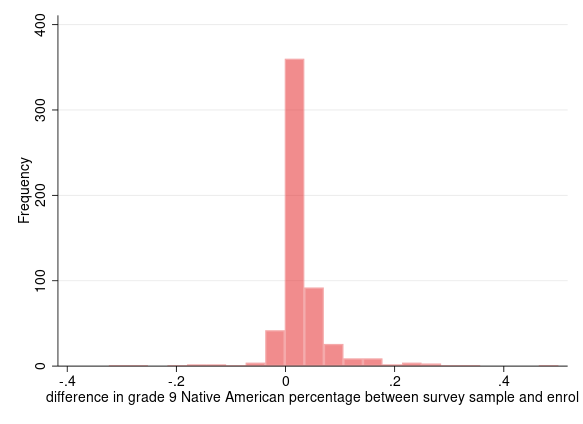 400
300
200
100
0
Frequency
-.4 -.2 0 .2 .4
difference in grade 9 Native American percentage between survey sample and enrol